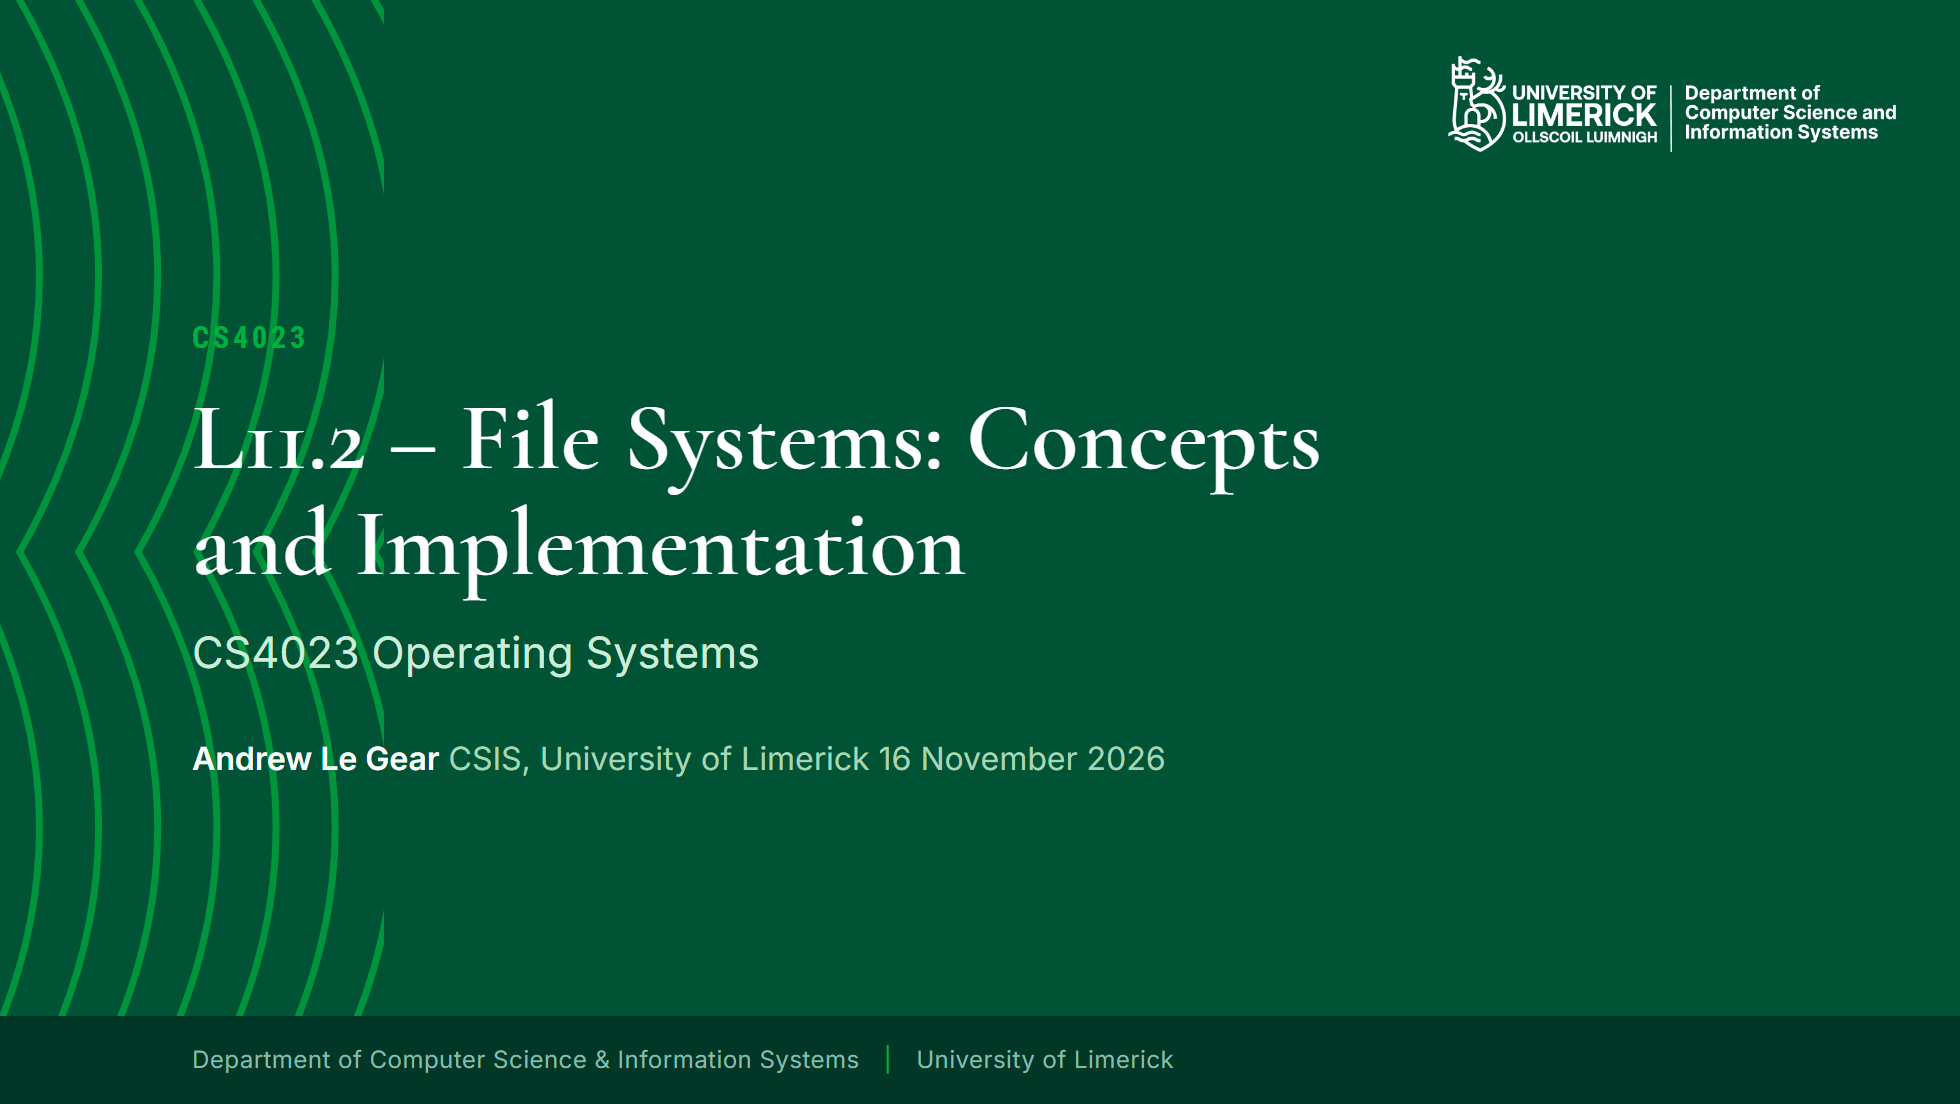 UNIVERSITY OF
LIMERICK
OLLSCOIL LUIMNIGH
Department of
Computer Science and
Information Systems
CS4023
L11.2 – File Systems: Concepts
and Implementation
CS4023 Operating Systems
Andrew Le Gear CSIS, University of Limerick 16 November 2026
Department of Computer Science & Information Systems | University of Limerick